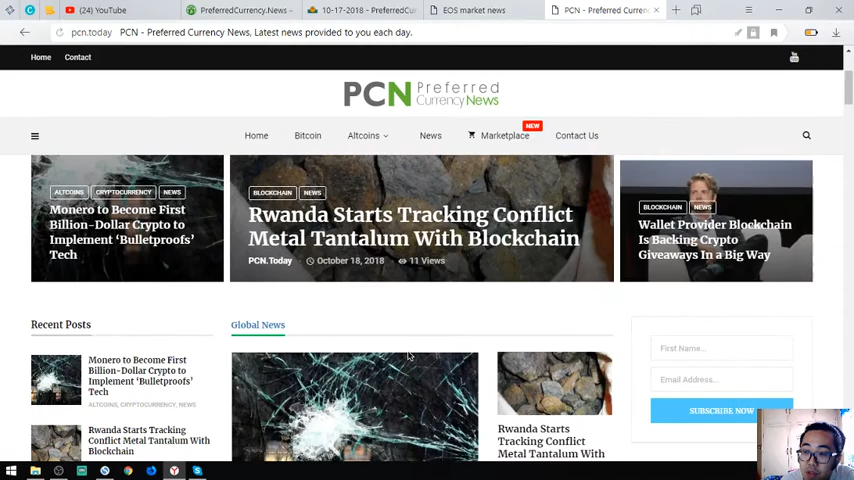 (24) YouTube
PreferredCurrency.News -
10-17-2018 - PreferredCurr
EOS market news
PCN - Preferred Curren
pcn.today PCN - Preferred Currency News, Latest news provided to you each day.
Home Contact
PCN Preferred
Currency News
NEW
Home Bitcoin Altcoins News Marketplace Contact Us
ALTCOINS CRYPTOCURRENCY NEWS
Monero to Become First
Billion-Dollar Crypto to
Implement ‘Bulletproofs’
Tech
BLOCKCHAIN NEWS
Rwanda Starts Tracking Conflict
Metal Tantalum With Blockchain
PCN.Today October 18, 2018 11 Views
BLOCKCHAIN NEWS
Wallet Provider Blockchain
Is Backing Crypto
Giveaways In a Big Way
Recent Posts
Monero to Become First
Billion-Dollar Crypto to
Implement ‘Bulletproofs’
Tech
ALTCOINS, CRYPTOCURRENCY, NEWS
Rwanda Starts Tracking
Conflict Metal Tantalum With
Blockchain
Global News
Rwanda Starts
Tracking Conflict
Metal Tantalum With
First Name...
Email Address...
SUBSCRIBE NOW